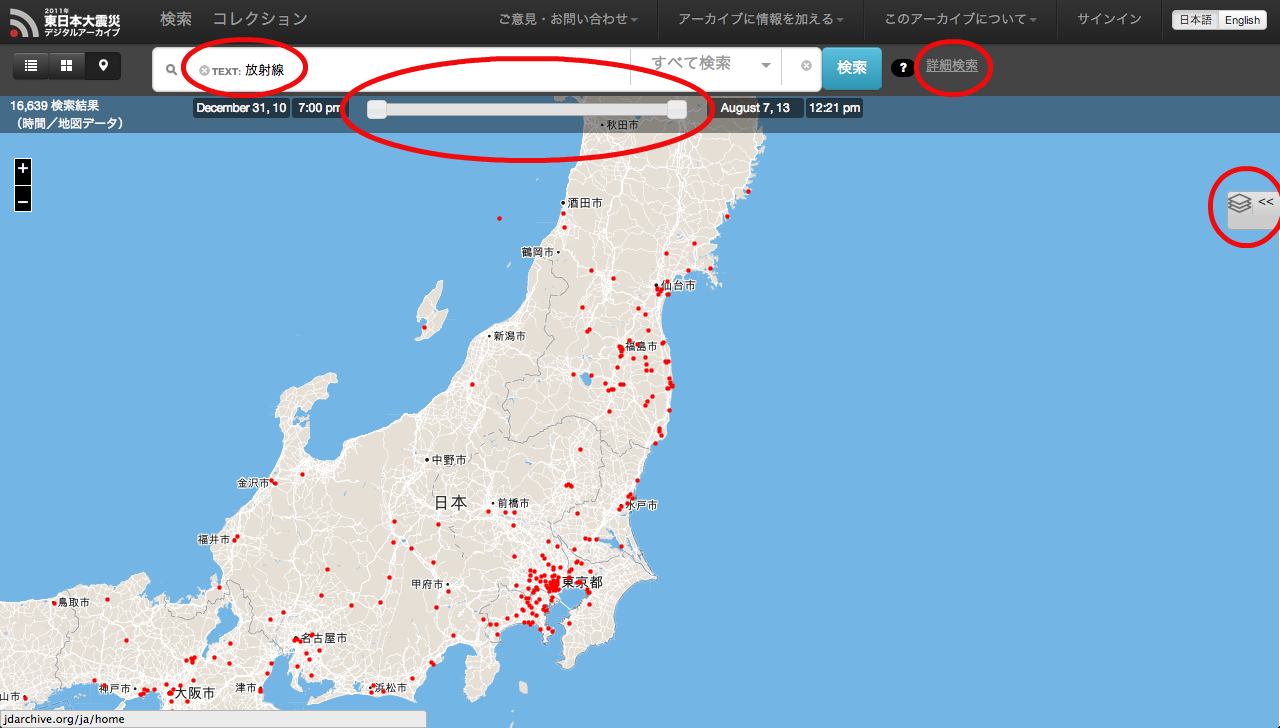 2011年
東日本大震災
デジタルアーカイブ
検索 コレクション ご意見・お問い合わせ アーカイブに情報を加える このアーカイブについて サインイン 日本語 English
TEXT: 放射線 すべて検索 検索 ? 詳細検索
16,639 検索結果
（時間／地図データ）
December 31, 10 7:00 pm August 7, 13 12:21 pm
秋田市
+
−
<<
酒田市
鶴岡市
仙台市
新潟市
福島市
中野市
金沢市
日本 前橋市 水戸市
福井市
甲府市 東京都
鳥取市
名古屋市
神戸市 大阪市 津市 浜松市
山市
jdarchive.org/ja/home